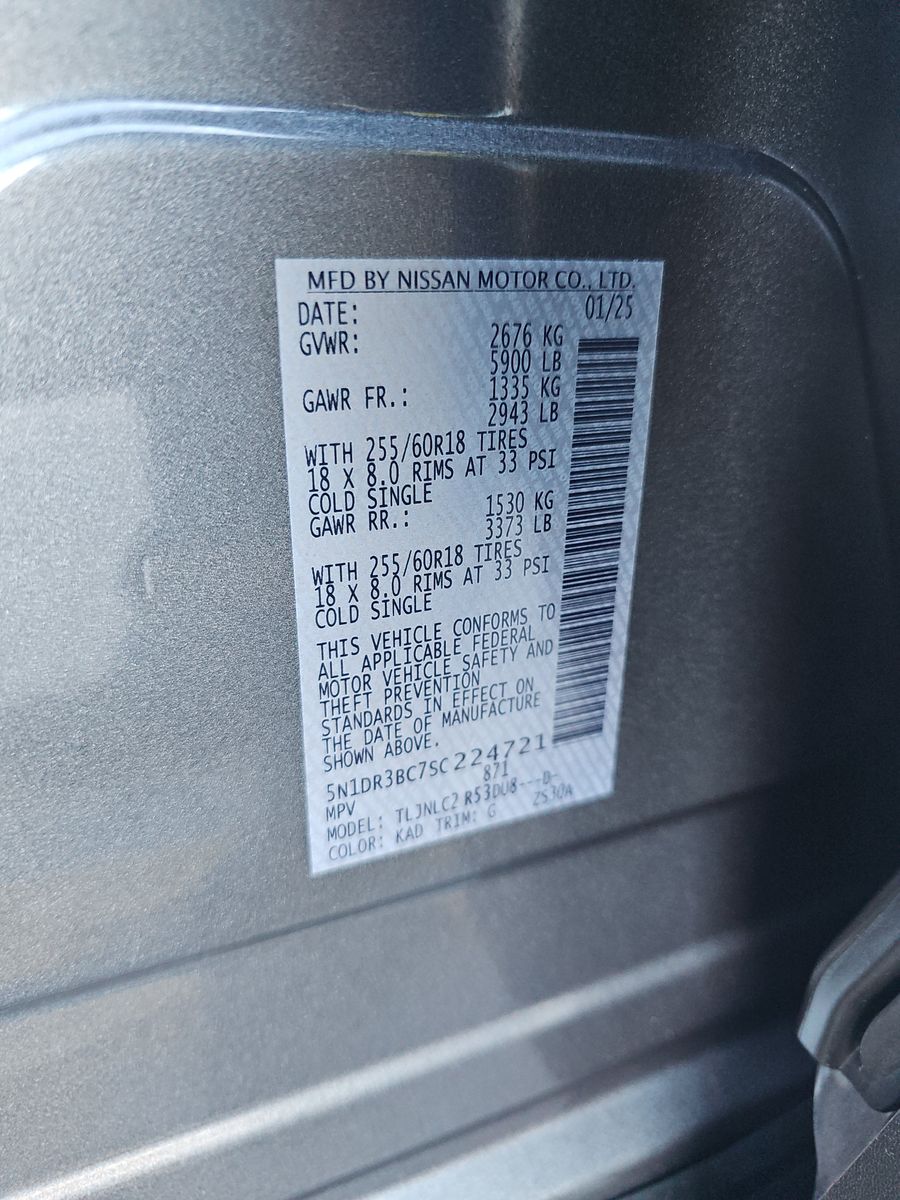 MFD BY NISSAN MOTOR CO., LTD.
DATE: 01/25
GVWR: 2676 KG
5900 LB
GAWR FR.: 1335 KG
2943 LB
WITH 255/60R18 TIRES
18 X 8.0 RIMS AT 33 PSI
COLD SINGLE
GAWR RR.: 1530 KG
3373 LB
WITH 255/60R18 TIRES
18 X 8.0 RIMS AT 33 PSI
COLD SINGLE
THIS VEHICLE CONFORMS TO
ALL APPLICABLE FEDERAL
MOTOR VEHICLE SAFETY AND
THEFT PREVENTION
STANDARDS IN EFFECT ON
THE DATE OF MANUFACTURE
SHOWN ABOVE.
5N1DR3BC7SC224721
MPV 871
MODEL: TLJNLC2 R53DU8---D-
COLOR: KAD TRIM: G ZS30A